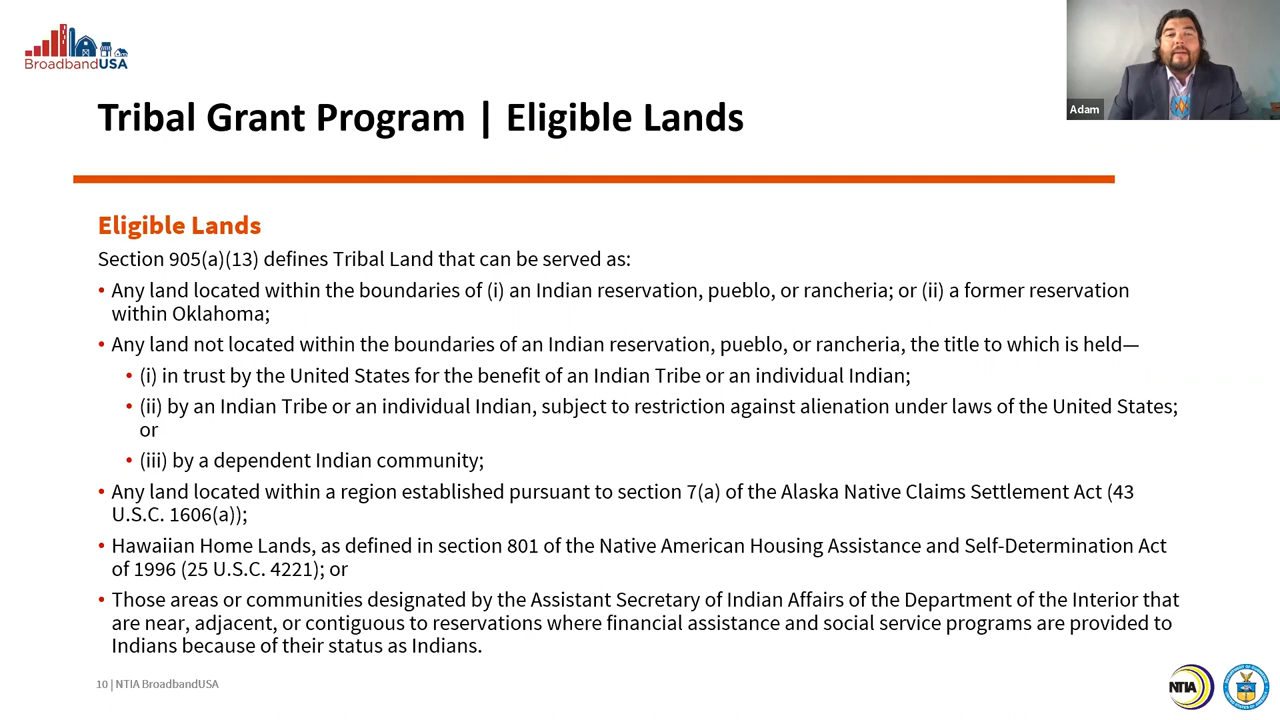 BroadbandUSA
Adam
Tribal Grant Program | Eligible Lands
Eligible Lands
Section 905(a)(13) defines Tribal Land that can be served as:
• Any land located within the boundaries of (i) an Indian reservation, pueblo, or rancheria; or (ii) a former reservation
within Oklahoma;
• Any land not located within the boundaries of an Indian reservation, pueblo, or rancheria, the title to which is held—
• (i) in trust by the United States for the benefit of an Indian Tribe or an individual Indian;
• (ii) by an Indian Tribe or an individual Indian, subject to restriction against alienation under laws of the United States;
or
• (iii) by a dependent Indian community;
• Any land located within a region established pursuant to section 7(a) of the Alaska Native Claims Settlement Act (43
U.S.C. 1606(a));
• Hawaiian Home Lands, as defined in section 801 of the Native American Housing Assistance and Self-Determination Act
of 1996 (25 U.S.C. 4221); or
• Those areas or communities designated by the Assistant Secretary of Indian Affairs of the Department of the Interior that
are near, adjacent, or contiguous to reservations where financial assistance and social service programs are provided to
Indians because of their status as Indians.
10 | NTIA BroadbandUSA
NTIA